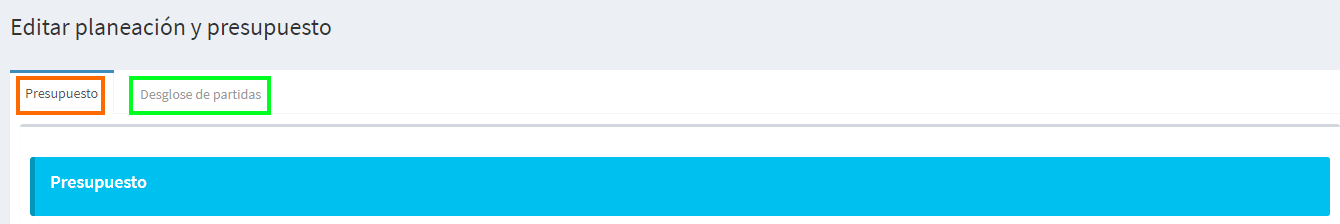 Editar planeación y presupuesto
Presupuesto Desglose de partidas
Presupuesto